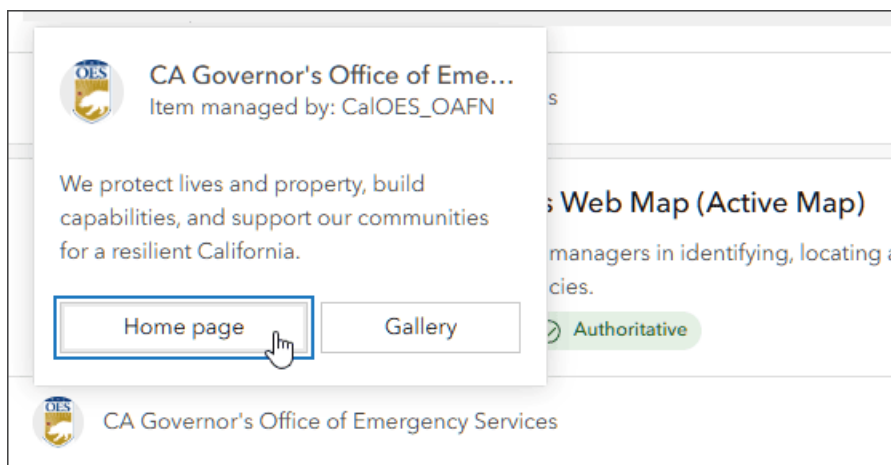 OES
CA Governor's Office of Eme...
Item managed by: CalOES_OAFN
s
We protect lives and property, build
capabilities, and support our communities
for a resilient California.
s Web Map (Active Map)
managers in identifying, locating a
cies.
Home page
Gallery
Authoritative
OES
CA Governor's Office of Emergency Services